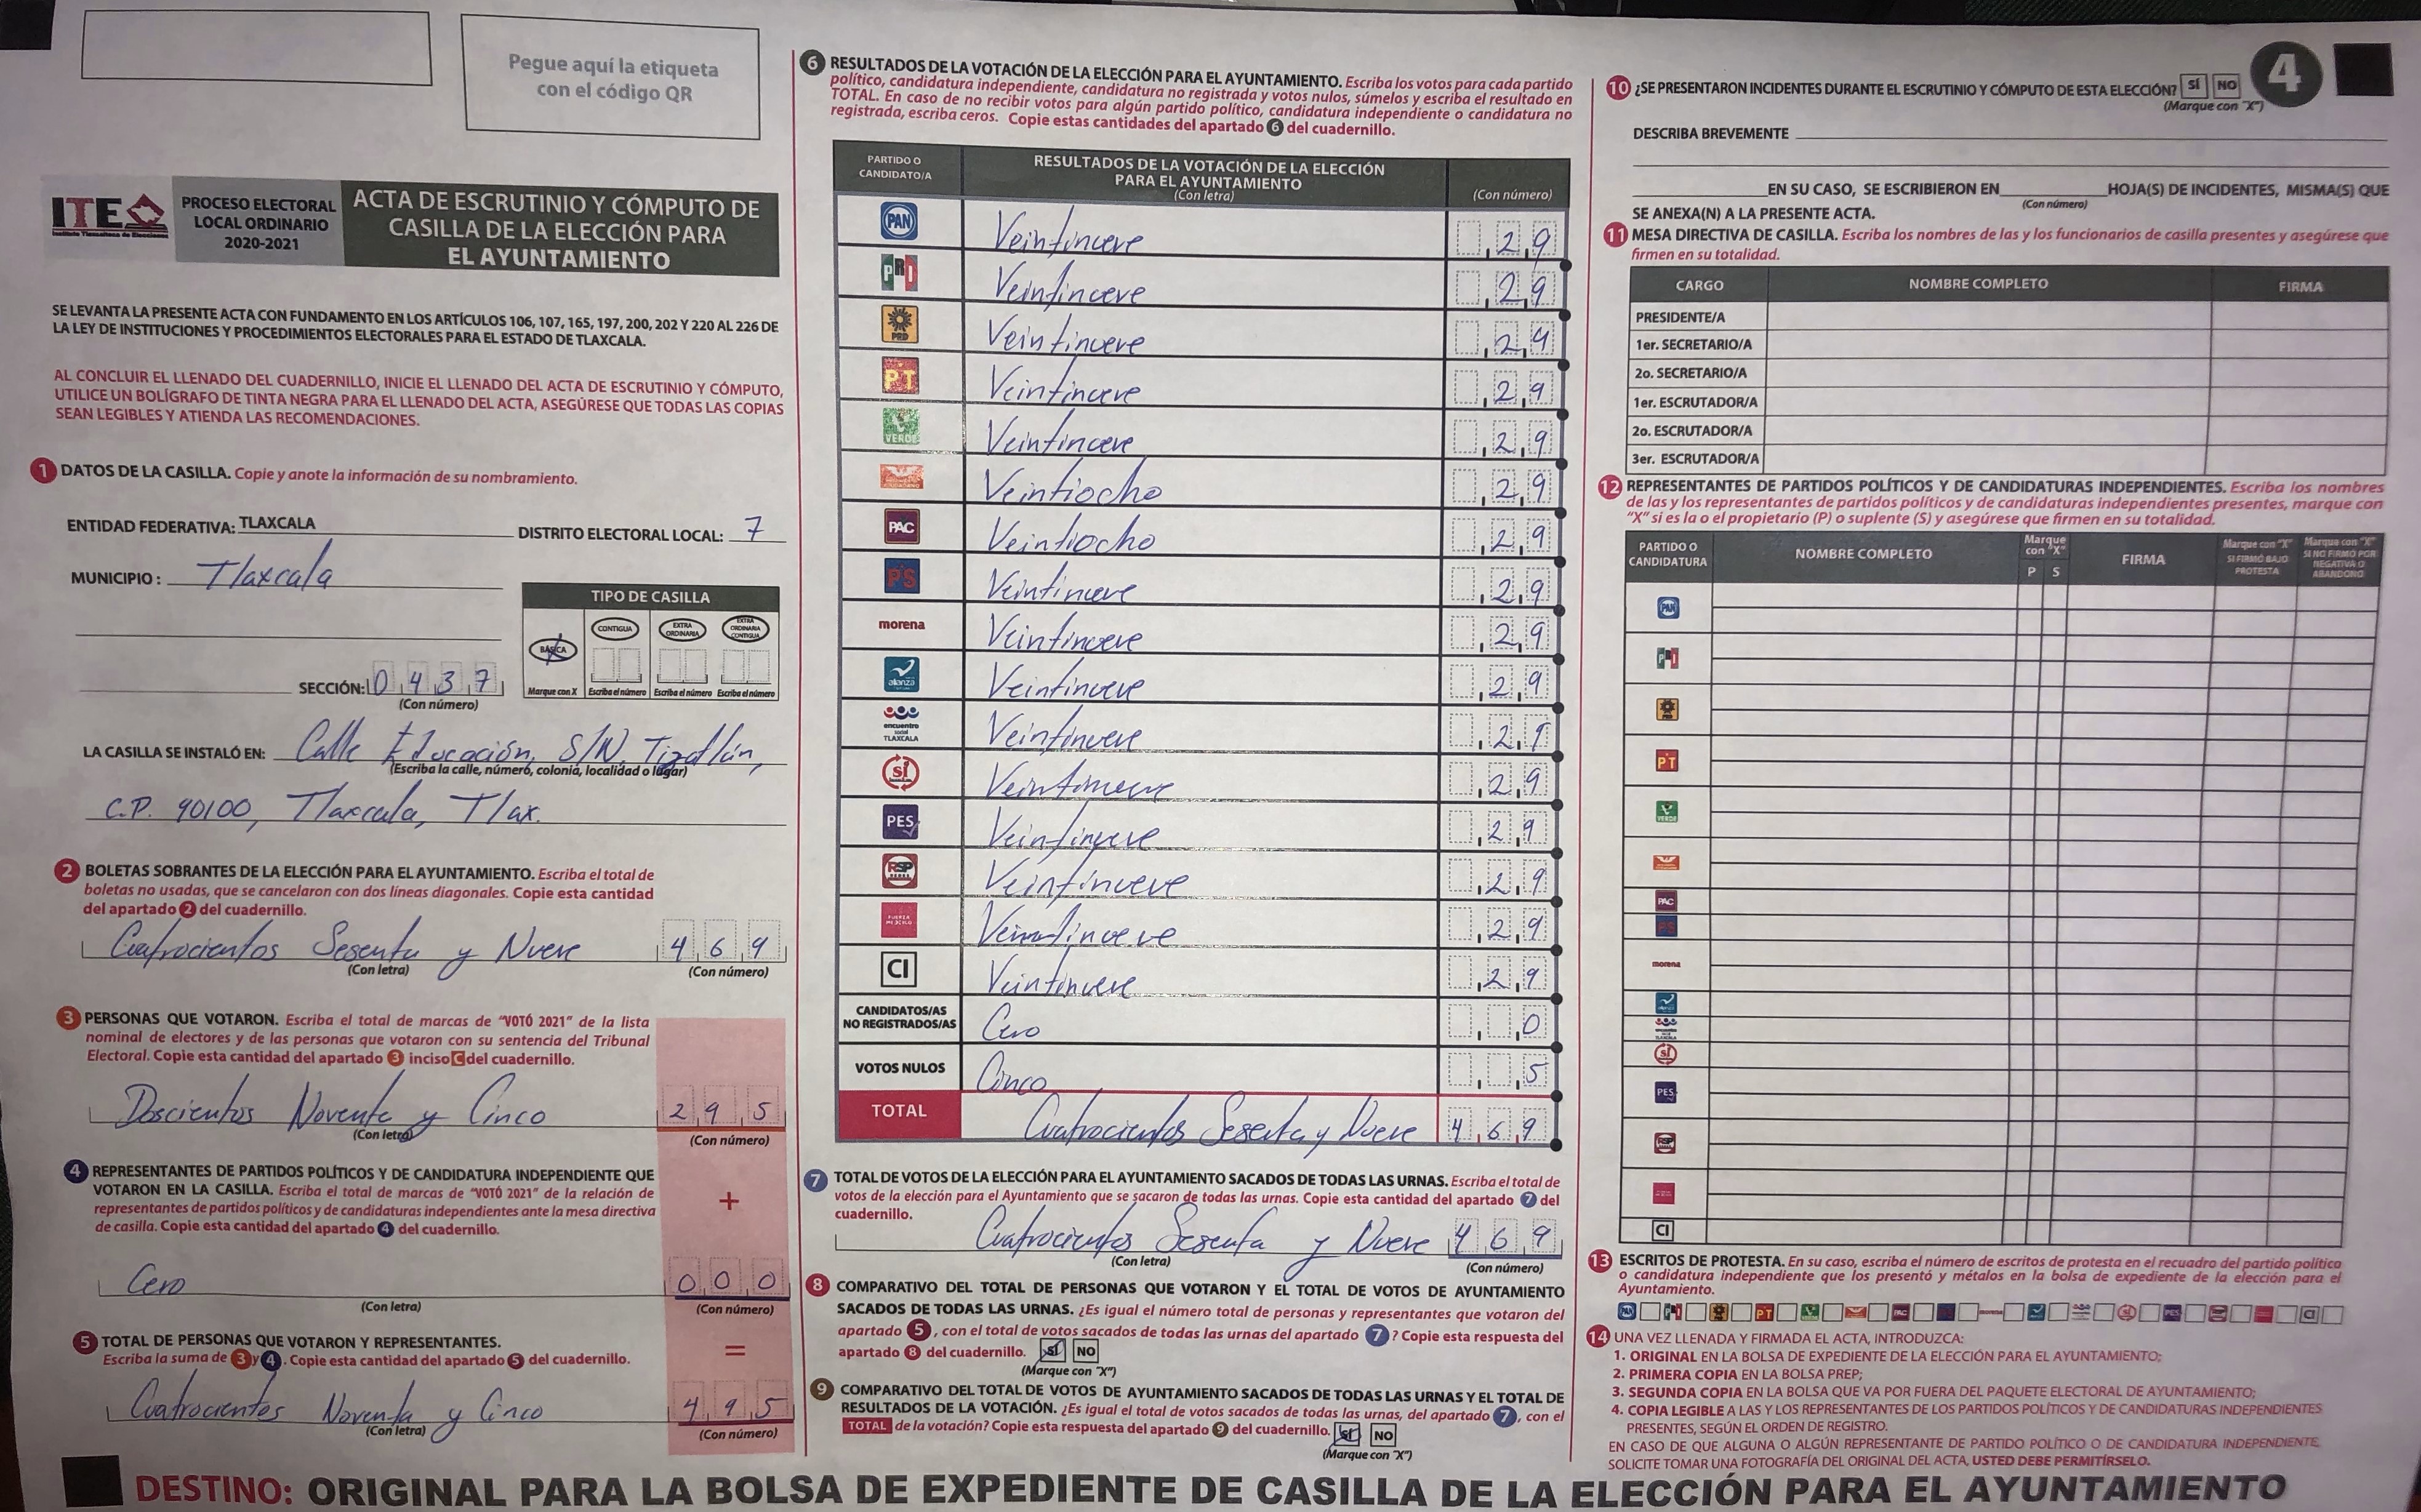 Pegue aquí la etiqueta
con el código QR
ITE
Instituto Tlaxcalteca de Elecciones
PROCESO ELECTORAL
LOCAL ORDINARIO
2020-2021
ACTA DE ESCRUTINIO Y CÓMPUTO DE
CASILLA DE LA ELECCIÓN PARA
EL AYUNTAMIENTO
SE LEVANTA LA PRESENTE ACTA CON FUNDAMENTO EN LOS ARTÍCULOS 106, 107, 165, 197, 200, 202 Y 220 AL 226 DE
LA LEY DE INSTITUCIONES Y PROCEDIMIENTOS ELECTORALES PARA EL ESTADO DE TLAXCALA.
AL CONCLUIR EL LLENADO DEL CUADERNILLO, INICIE EL LLENADO DEL ACTA DE ESCRUTINIO Y CÓMPUTO,
UTILICE UN BOLÍGRAFO DE TINTA NEGRA PARA EL LLENADO DEL ACTA, ASEGÚRESE QUE TODAS LAS COPIAS
SEAN LEGIBLES Y ATIENDA LAS RECOMENDACIONES.
1 DATOS DE LA CASILLA. Copie y anote la información de su nombramiento.
ENTIDAD FEDERATIVA: TLAXCALA DISTRITO ELECTORAL LOCAL: 7
MUNICIPIO: Tlaxcala
TIPO DE CASILLA
BÁSICA CONTIGUA EXTRA ORDINARIA EXTRA ORDINARIA CONTIGUA
Marque con X Escriba el número Escriba el número Escriba el número
SECCIÓN: 0 4 3 7
(Con número)
LA CASILLA SE INSTALÓ EN: Calle Educación, S/N, Tizatlán,
(Escriba la calle, número, colonia, localidad o lugar)
C.P. 90100, Tlaxcala, Tlax.
2 BOLETAS SOBRANTES DE LA ELECCIÓN PARA EL AYUNTAMIENTO. Escriba el total de
boletas no usadas, que se cancelaron con dos líneas diagonales. Copie esta cantidad
del apartado 2 del cuadernillo.
Cuatrocientos Sesenta y Nueve 4 6 9
(Con letra) (Con número)
3 PERSONAS QUE VOTARON. Escriba el total de marcas de "VOTÓ 2021" de la lista
nominal de electores y de las personas que votaron con su sentencia del Tribunal
Electoral. Copie esta cantidad del apartado 3 inciso C del cuadernillo.
Doscientos Noventa y Cinco 2 9 5
(Con letra) (Con número)
4 REPRESENTANTES DE PARTIDOS POLÍTICOS Y DE CANDIDATURA INDEPENDIENTE QUE
VOTARON EN LA CASILLA. Escriba el total de marcas de "VOTÓ 2021" de la relación de
representantes de partidos políticos y de candidaturas independientes ante la mesa directiva
de casilla. Copie esta cantidad del apartado 4 del cuadernillo.
+
Cero 0 0 0
(Con letra) (Con número)
5 TOTAL DE PERSONAS QUE VOTARON Y REPRESENTANTES.
Escriba la suma de 3 y 4. Copie esta cantidad del apartado 5 del cuadernillo.
=
Cuatrocientos Noventa y Cinco 4 9 5
(Con letra) (Con número)
6 RESULTADOS DE LA VOTACIÓN DE LA ELECCIÓN PARA EL AYUNTAMIENTO. Escriba los votos para cada partido
político, candidatura independiente, candidatura no registrada y votos nulos, súmelos y escriba el resultado en
TOTAL. En caso de no recibir votos para algún partido político, candidatura independiente o candidatura no
registrada, escriba ceros. Copie estas cantidades del apartado 6 del cuadernillo.
PARTIDO O CANDIDATO/A RESULTADOS DE LA VOTACIÓN DE LA ELECCIÓN PARA EL AYUNTAMIENTO (Con letra) (Con número)
PAN Veintinueve 2 9
PRI Veintinueve 2 9
PRD Veintinueve 2 9
PT Veintinueve 2 9
VERDE Veintinueve 2 9
Veintiocho 2 9
PAC Veintiocho 2 9
PS Veintinueve 2 9
morena Veintinueve 2 9
alianza Veintinueve 2 9
encuentro social TLAXCALA Veintinueve 2 9
SÍ Veintinueve 2 9
PES Veintinueve 2 9
RSP Veintinueve 2 9
FUERZA MÉXICO Veintinueve 2 9
CI Veintinueve 2 9
CANDIDATOS/AS NO REGISTRADOS/AS Cero 0
VOTOS NULOS Cinco 5
TOTAL Cuatrocientos Sesenta y Nueve 4 6 9
7 TOTAL DE VOTOS DE LA ELECCIÓN PARA EL AYUNTAMIENTO SACADOS DE TODAS LAS URNAS. Escriba el total de
votos de la elección para el Ayuntamiento que se sacaron de todas las urnas. Copie esta cantidad del apartado 7 del
cuadernillo.
Cuatrocientos Sesenta y Nueve 4 6 9
(Con letra) (Con número)
8 COMPARATIVO DEL TOTAL DE PERSONAS QUE VOTARON Y EL TOTAL DE VOTOS DE AYUNTAMIENTO
SACADOS DE TODAS LAS URNAS. ¿Es igual el número total de personas y representantes que votaron del
apartado 5, con el total de votos sacados de todas las urnas del apartado 7? Copie esta respuesta del
apartado 8 del cuadernillo. SÍ NO
(Marque con "X")
9 COMPARATIVO DEL TOTAL DE VOTOS DE AYUNTAMIENTO SACADOS DE TODAS LAS URNAS Y EL TOTAL DE
RESULTADOS DE LA VOTACIÓN. ¿Es igual el total de votos sacados de todas las urnas, del apartado 7, con el
TOTAL de la votación? Copie esta respuesta del apartado 9 del cuadernillo. SÍ NO
(Marque con "X")
4
10 ¿SE PRESENTARON INCIDENTES DURANTE EL ESCRUTINIO Y CÓMPUTO DE ESTA ELECCIÓN? SÍ NO
(Marque con "X")
DESCRIBA BREVEMENTE
EN SU CASO, SE ESCRIBIERON EN HOJA(S) DE INCIDENTES, MISMA(S) QUE
(Con número)
SE ANEXA(N) A LA PRESENTE ACTA.
11 MESA DIRECTIVA DE CASILLA. Escriba los nombres de las y los funcionarios de casilla presentes y asegúrese que
firmen en su totalidad.
CARGO NOMBRE COMPLETO FIRMA
PRESIDENTE/A
1er. SECRETARIO/A
2o. SECRETARIO/A
1er. ESCRUTADOR/A
2o. ESCRUTADOR/A
3er. ESCRUTADOR/A
12 REPRESENTANTES DE PARTIDOS POLÍTICOS Y DE CANDIDATURAS INDEPENDIENTES. Escriba los nombres
de las y los representantes de partidos políticos y de candidaturas independientes presentes, marque con
"X" si es la o el propietario (P) o suplente (S) y asegúrese que firmen en su totalidad.
PARTIDO O CANDIDATURA NOMBRE COMPLETO Marque con "X" P S FIRMA Marque con "X" SI FIRMÓ BAJO PROTESTA Marque con "X" SI NO FIRMÓ POR NEGATIVA O ABANDONO
PAN
PRI
PRD
PT
VERDE
PAC
PS
morena
SÍ
PES
RSP
CI
13 ESCRITOS DE PROTESTA. En su caso, escriba el número de escritos de protesta en el recuadro del partido político
o candidatura independiente que los presentó y métalos en la bolsa de expediente de la elección para el
Ayuntamiento.
14 UNA VEZ LLENADA Y FIRMADA EL ACTA, INTRODUZCA:
1. ORIGINAL EN LA BOLSA DE EXPEDIENTE DE LA ELECCIÓN PARA EL AYUNTAMIENTO;
2. PRIMERA COPIA EN LA BOLSA PREP;
3. SEGUNDA COPIA EN LA BOLSA QUE VA POR FUERA DEL PAQUETE ELECTORAL DE AYUNTAMIENTO;
4. COPIA LEGIBLE A LAS Y LOS REPRESENTANTES DE LOS PARTIDOS POLÍTICOS Y DE CANDIDATURAS INDEPENDIENTES
PRESENTES, SEGÚN EL ORDEN DE REGISTRO.
EN CASO DE QUE ALGUNA O ALGÚN REPRESENTANTE DE PARTIDO POLÍTICO O DE CANDIDATURA INDEPENDIENTE,
SOLICITE TOMAR UNA FOTOGRAFÍA DEL ORIGINAL DEL ACTA, USTED DEBE PERMITÍRSELO.
DESTINO: ORIGINAL PARA LA BOLSA DE EXPEDIENTE DE CASILLA DE LA ELECCIÓN PARA EL AYUNTAMIENTO